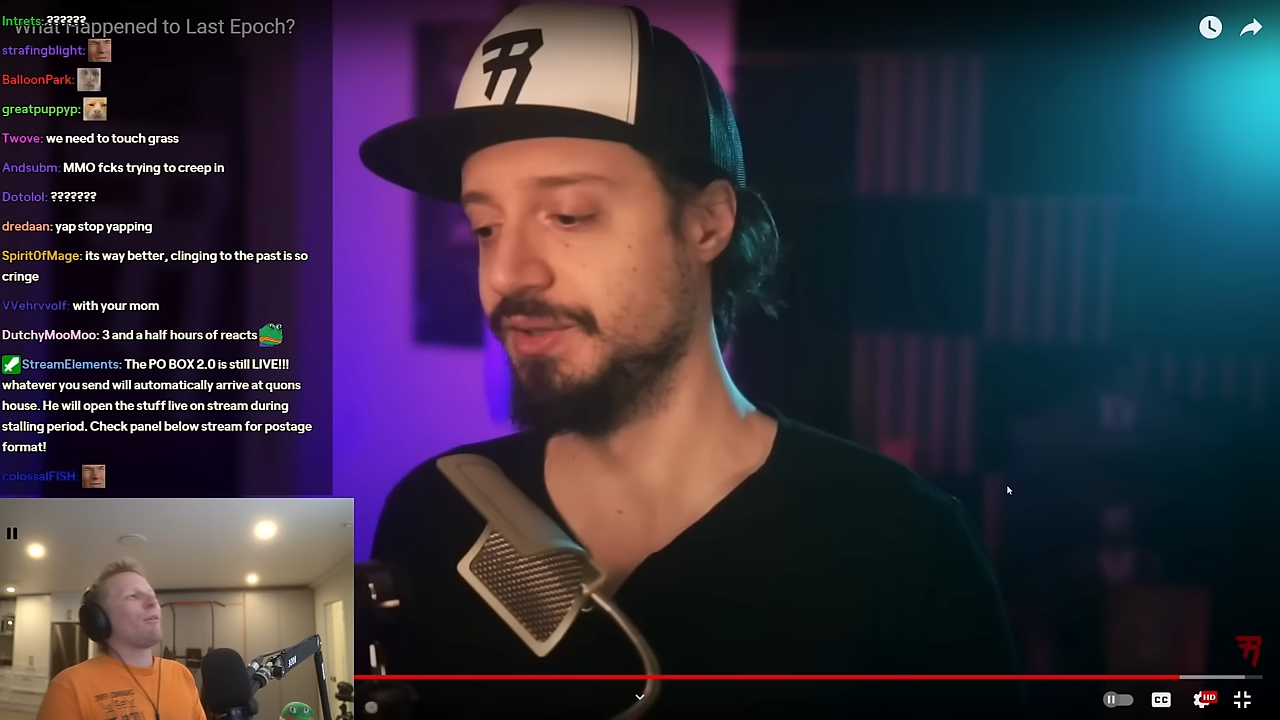 What Happened to Last Epoch?
Intrets: ??????
strafingblight:
BalloonPark:
greatpuppyp:
Twove: we need to touch grass
Andsubm: MMO fcks trying to creep in
Dotolol: ???????
dredaan: yap stop yapping
Spirit0fMage: its way better, clinging to the past is so
cringe
VVehrvvolf: with your mom
DutchyMooMoo: 3 and a half hours of reacts
StreamElements: The PO BOX 2.0 is still LIVE!!!
whatever you send will automatically arrive at quons
house. He will open the stuff live on stream during
stalling period. Check panel below stream for postage
format!
colossalFISH:
CC
HD